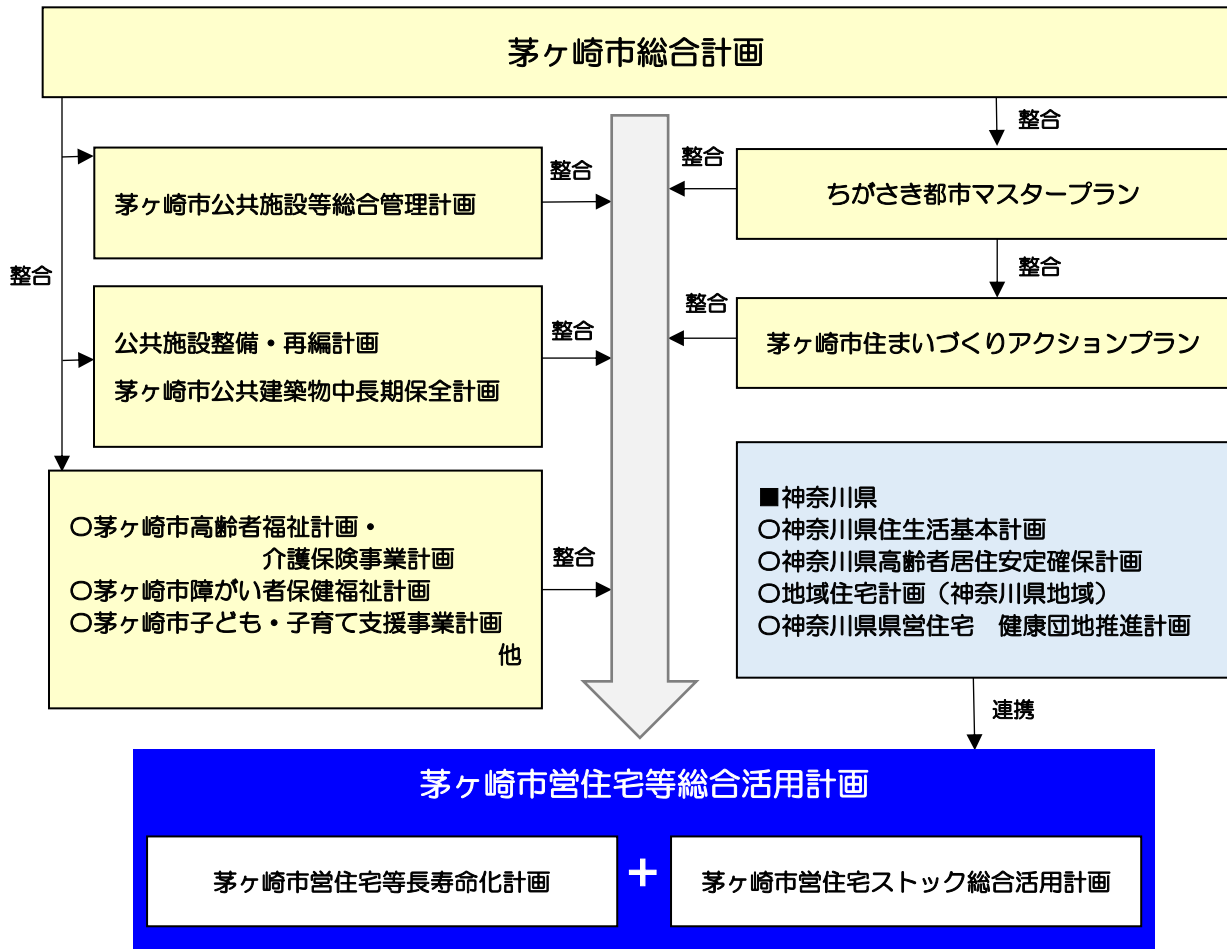 茅ヶ崎市総合計画
整合
茅ヶ崎市公共施設等総合管理計画
整合
整合
ちがさき都市マスタープラン
整合
整合
公共施設整備・再編計画
茅ヶ崎市公共建築物中長期保全計画
整合
整合
茅ヶ崎市住まいづくりアクションプラン
〇茅ヶ崎市高齢者福祉計画・
介護保険事業計画
〇茅ヶ崎市障がい者保健福祉計画
〇茅ヶ崎市子ども・子育て支援事業計画
他
整合
■神奈川県
〇神奈川県住生活基本計画
〇神奈川県高齢者居住安定確保計画
〇地域住宅計画（神奈川県地域）
〇神奈川県県営住宅　健康団地推進計画
連携
茅ヶ崎市営住宅等総合活用計画
茅ヶ崎市営住宅等長寿命化計画
+
茅ヶ崎市営住宅ストック総合活用計画